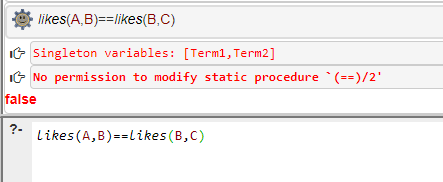 likes(A,B)==likes(B,C)
Singleton variables: [Term1,Term2]
No permission to modify static procedure `(==)/2'
false
?- likes(A,B)==likes(B,C)